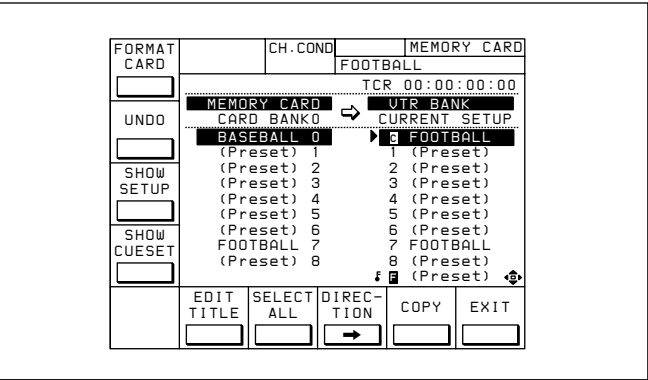 FORMAT CARD
CH.COND
MEMORY CARD
FOOTBALL
TCR 00:00:00:00
UNDO
MEMORY CARD ⇨ VTR BANK
CARD BANK0 CURRENT SETUP
BASEBALL 0 C FOOTBALL
(Preset) 1 1 (Preset)
(Preset) 2 2 (Preset)
SHOW SETUP
(Preset) 3 3 (Preset)
(Preset) 4 4 (Preset)
(Preset) 5 5 (Preset)
(Preset) 6 6 (Preset)
SHOW CUESET
FOOTBALL 7 7 FOOTBALL
(Preset) 8 8 (Preset)
F (Preset)
EDIT TITLE
SELECT ALL
DIREC-
TION
➞
COPY
EXIT